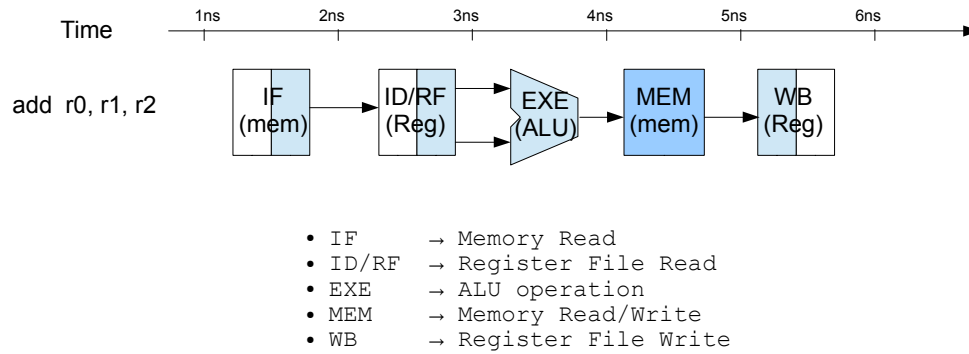 Time 1ns 2ns 3ns 4ns 5ns 6ns
add r0, r1, r2
IF
(mem)
ID/RF
(Reg)
EXE
(ALU)
MEM
(mem)
WB
(Reg)
• IF → Memory Read
• ID/RF → Register File Read
• EXE → ALU operation
• MEM → Memory Read/Write
• WB → Register File Write